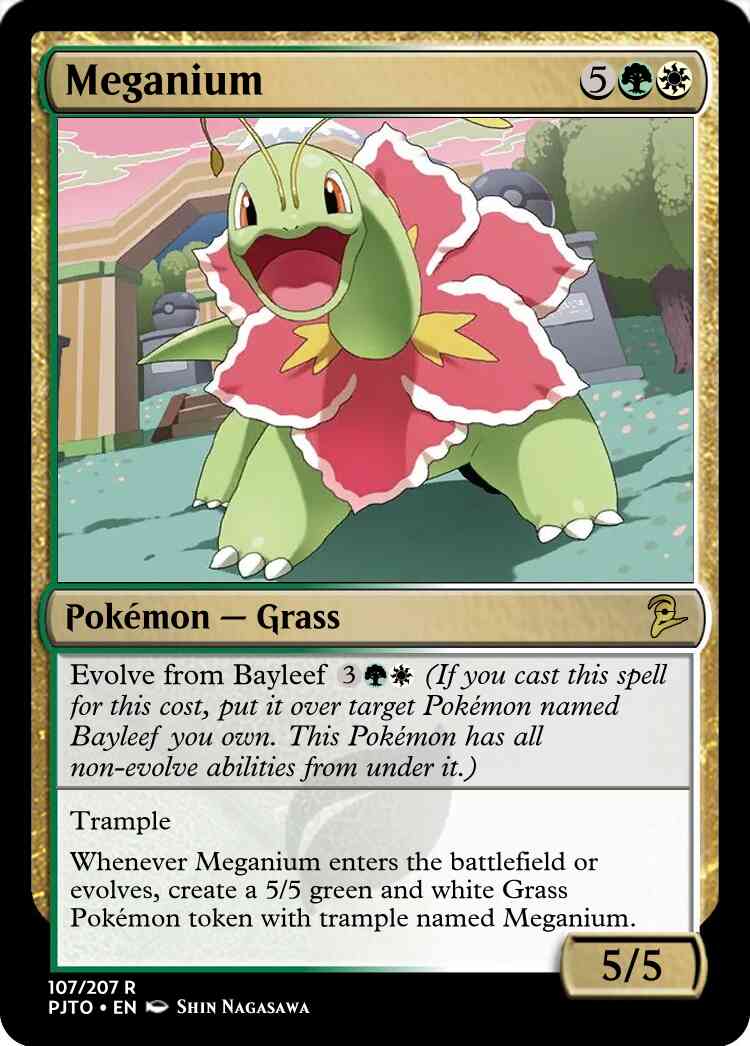 Meganium 5
Pokémon — Grass
Evolve from Bayleef 3 (If you cast this spell
for this cost, put it over target Pokémon named
Bayleef you own. This Pokémon has all
non-evolve abilities from under it.)
Trample
Whenever Meganium enters the battlefield or
evolves, create a 5/5 green and white Grass
Pokémon token with trample named Meganium.
5/5
107/207 R
PJTO • EN Shin Nagasawa